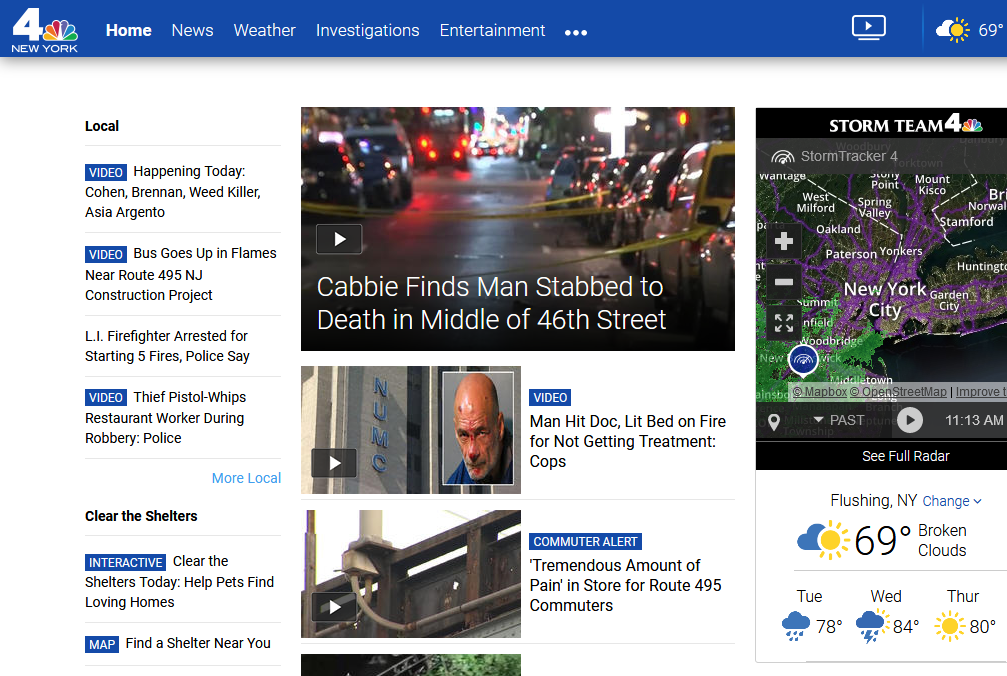 4
NEW YORK
Home News Weather Investigations Entertainment
69°
Local
VIDEO Happening Today:
Cohen, Brennan, Weed Killer,
Asia Argento
VIDEO Bus Goes Up in Flames
Near Route 495 NJ
Construction Project
L.I. Firefighter Arrested for
Starting 5 Fires, Police Say
VIDEO Thief Pistol-Whips
Restaurant Worker During
Robbery: Police
More Local
Clear the Shelters
INTERACTIVE Clear the
Shelters Today: Help Pets Find
Loving Homes
MAP Find a Shelter Near You
Cabbie Finds Man Stabbed to
Death in Middle of 46th Street
NUMC
VIDEO
Man Hit Doc, Lit Bed on Fire
for Not Getting Treatment:
Cops
COMMUTER ALERT
'Tremendous Amount of
Pain' in Store for Route 495
Commuters
STORM TEAM 4
StormTracker 4
Woodbury
Danbury
Yorktown
Wantage
Stony
Point
Mount
Kisco
West
Milford
Spring
Valley
Norwal
Stamford
Oakland
Paterson Yonkers
Huntingto
New York
City
Garden
City
Summit
nfield
Woodbridge
Middletown
© Mapbox © OpenStreetMap | Improve t
PAST
11:13 AM
See Full Radar
Flushing, NY Change
69° Broken
Clouds
Tue Wed Thur
78° 84° 80°